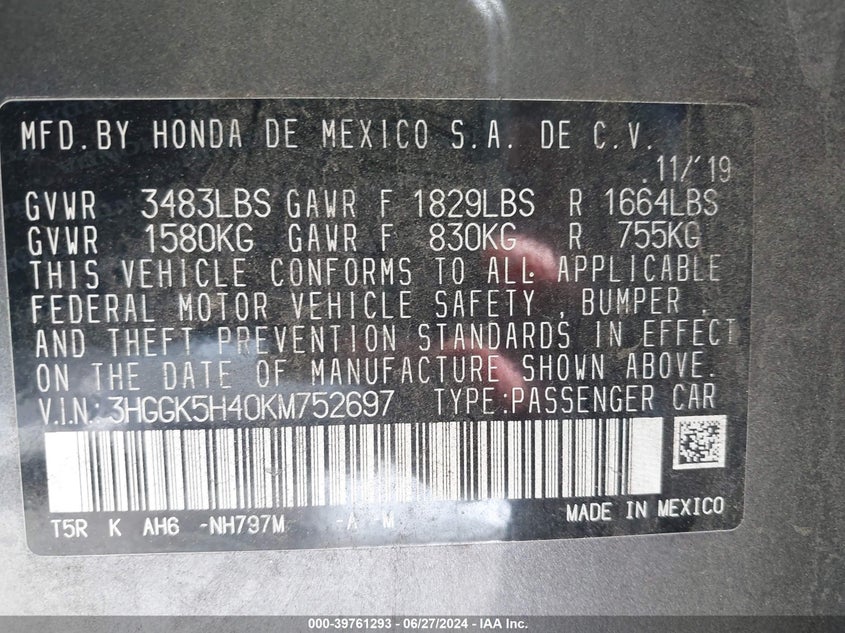 MFD.BY HONDA DE MEXICO S.A. DE C.V.
11/'19
GVWR 3483LBS GAWR F 1829LBS R 1664LBS
GVWR 1580KG GAWR F 830KG R 755KG
THIS VEHICLE CONFORMS TO ALL APPLICABLE
FEDERAL MOTOR VEHICLE SAFETY , BUMPER ,
AND THEFT PREVENTION STANDARDS IN EFFECT
ON THE DATE OF MANUFACTURE SHOWN ABOVE.
V.I.N.:3HGGK5H40KM752697 TYPE:PASSENGER CAR
T5R K AH6 -NH797M -A -M MADE IN MEXICO
000-39761293 - 06/27/2024 - IAA Inc.